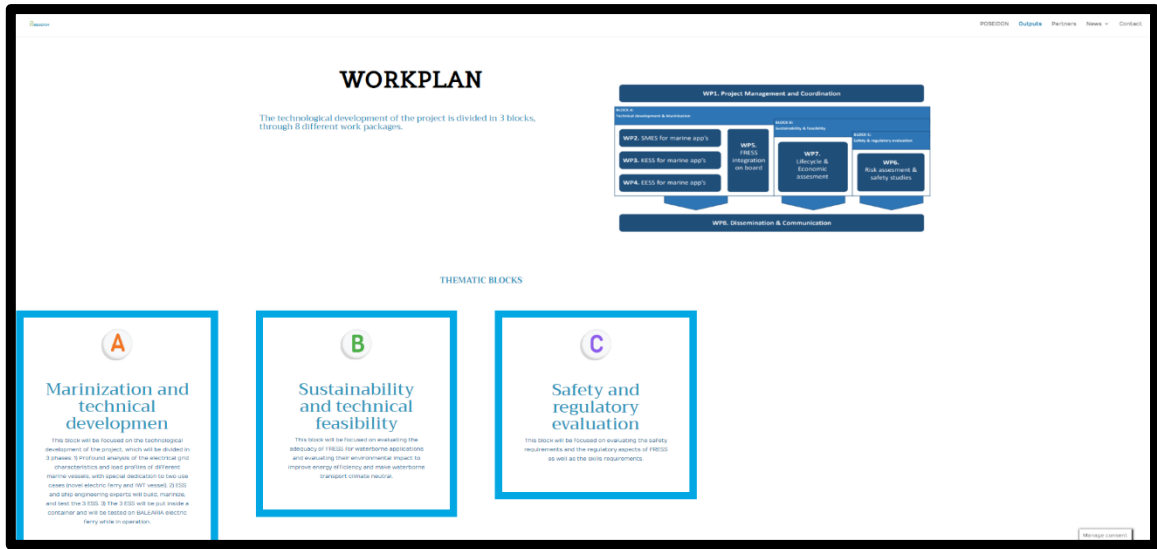 POSEIDON Outputs Partners News Contact
WORKPLAN
The technological development of the project is divided in 3 blocks,
through 8 different work packages.
WP1. Project Management and Coordination
BLOCK A:
BLOCK B:
Sustainability & feasibility
BLOCK C:
Safety & regulatory evaluation
WP2. SMES for marine app's
WP3. KESS for marine app's
WP4. EESS for marine app's
WP5.
FRESS
integration
on board
WP7.
Lifecycle &
Economic
assesment
WP6.
Risk assesment &
safety studies
WP8. Dissemination & Communication
THEMATIC BLOCKS
A
Marinization and
technical
developmen
This block will be focused on the technological
development of the project, which will be divided in
3 phases: 1) Profound analysis of the electrical grid
characteristics and load profiles of different
marine vessels, with special dedication to two use
cases (novel electric ferry and IWT vessel). 2) ESS
and ship engineering experts will build, marinise,
and test the 3 ESS. 3) The 3 ESS will be put inside a
container and will be tested on BALEARIA electric
ferry while in operation.
B
Sustainability
and technical
feasibility
This block will be focused on evaluating the
adequacy of FRESS for waterborne applications
and evaluating their environmental impact to
improve energy efficiency and make waterborne
transport climate neutral.
C
Safety and
regulatory
evaluation
This block will be focused on evaluating the safety
requirements and the regulatory aspects of FRESS
as well as the skills requirements.
Manage consent